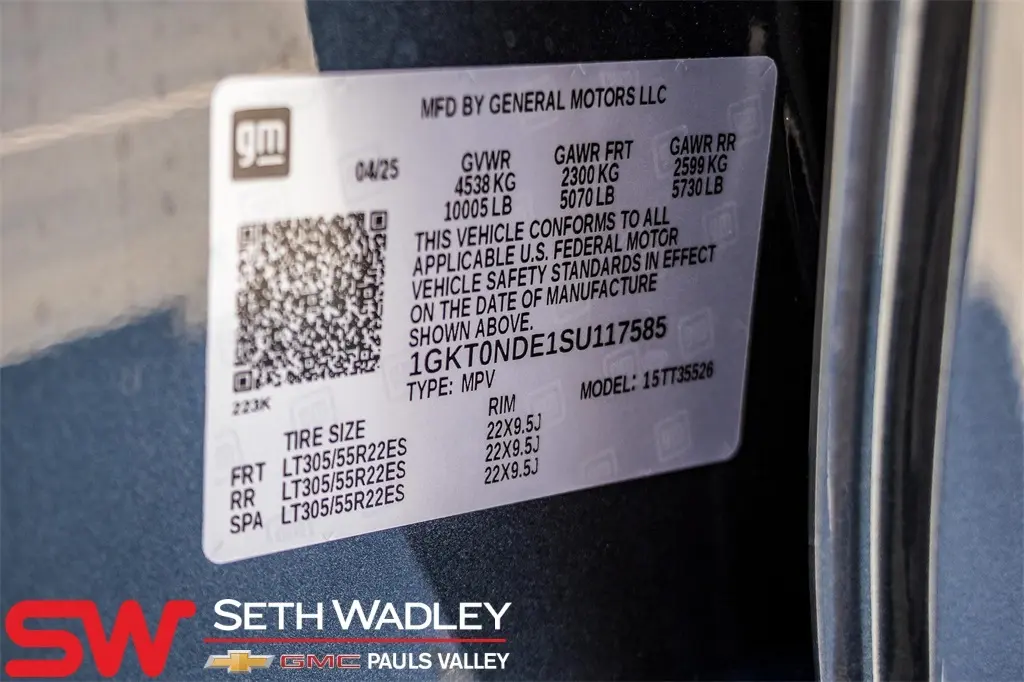 MFD BY GENERAL MOTORS LLC
gm
04/25
GVWR GAWR FRT GAWR RR
4538 KG 2300 KG 2599 KG
10005 LB 5070 LB 5730 LB
THIS VEHICLE CONFORMS TO ALL
APPLICABLE U.S. FEDERAL MOTOR
VEHICLE SAFETY STANDARDS IN EFFECT
ON THE DATE OF MANUFACTURE
SHOWN ABOVE.
1GKT0NDE1SU117585
TYPE: MPV MODEL: 15TT35526
223K
TIRE SIZE RIM
FRT LT305/55R22ES 22X9.5J
RR LT305/55R22ES 22X9.5J
SPA LT305/55R22ES 22X9.5J
SW
SETH WADLEY
GMC PAULS VALLEY